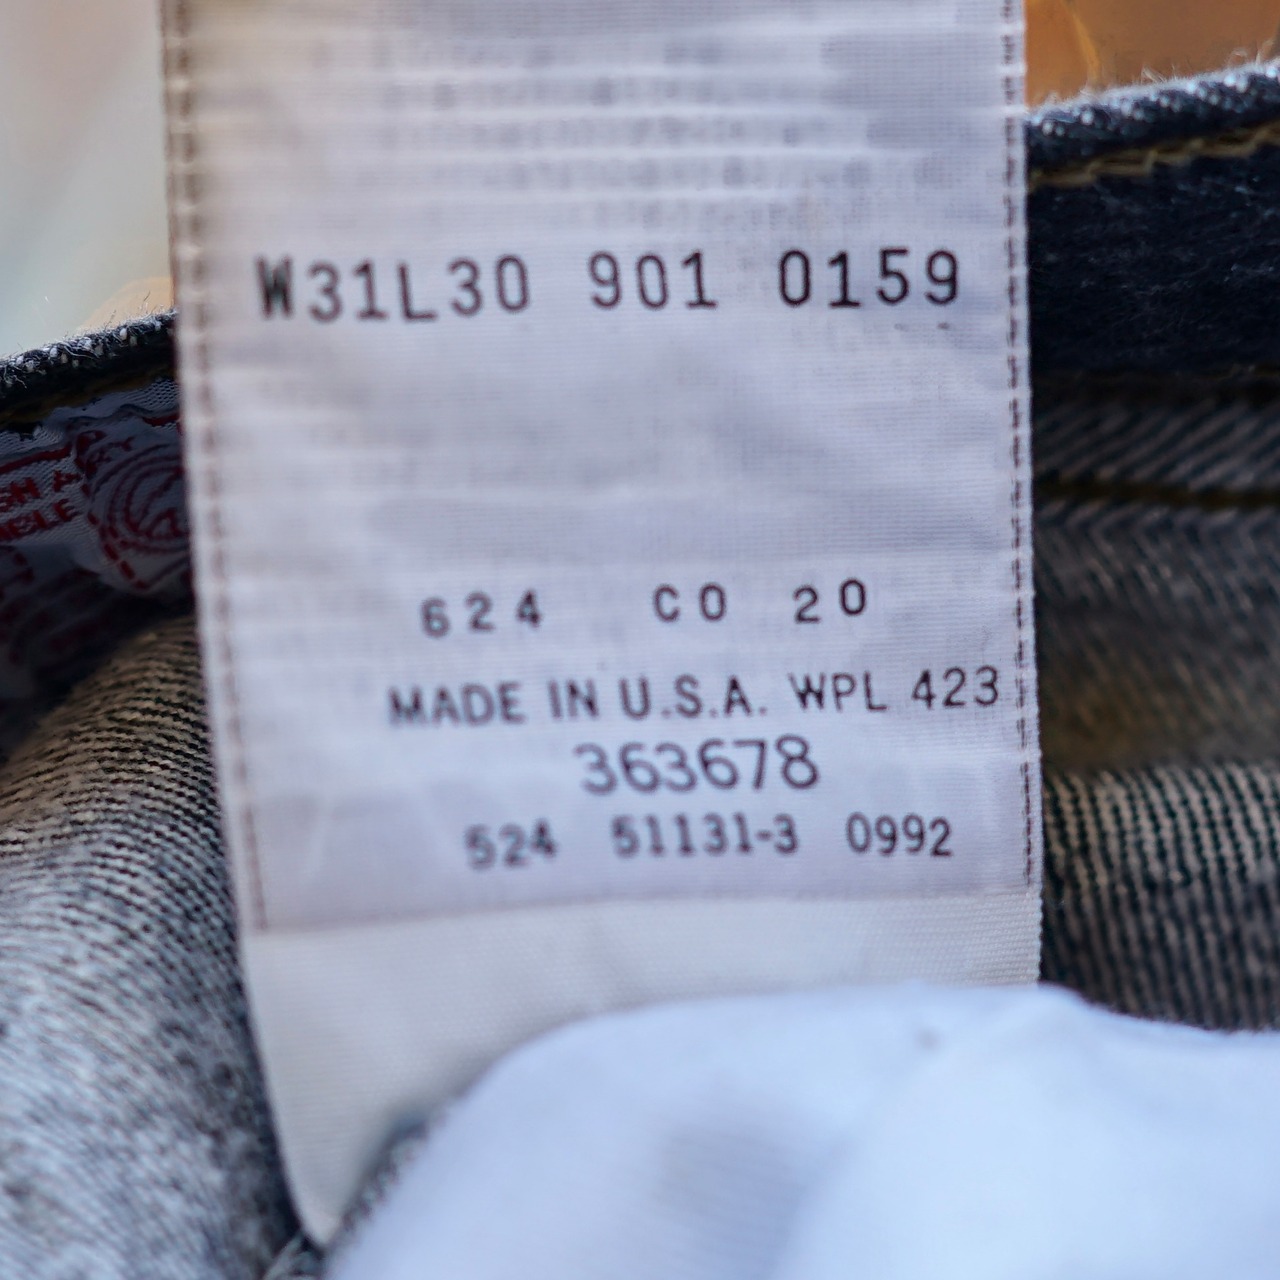 W31L30 901 0159
624 CO 20
MADE IN U.S.A. WPL 423
363678
524 51131-3 0992